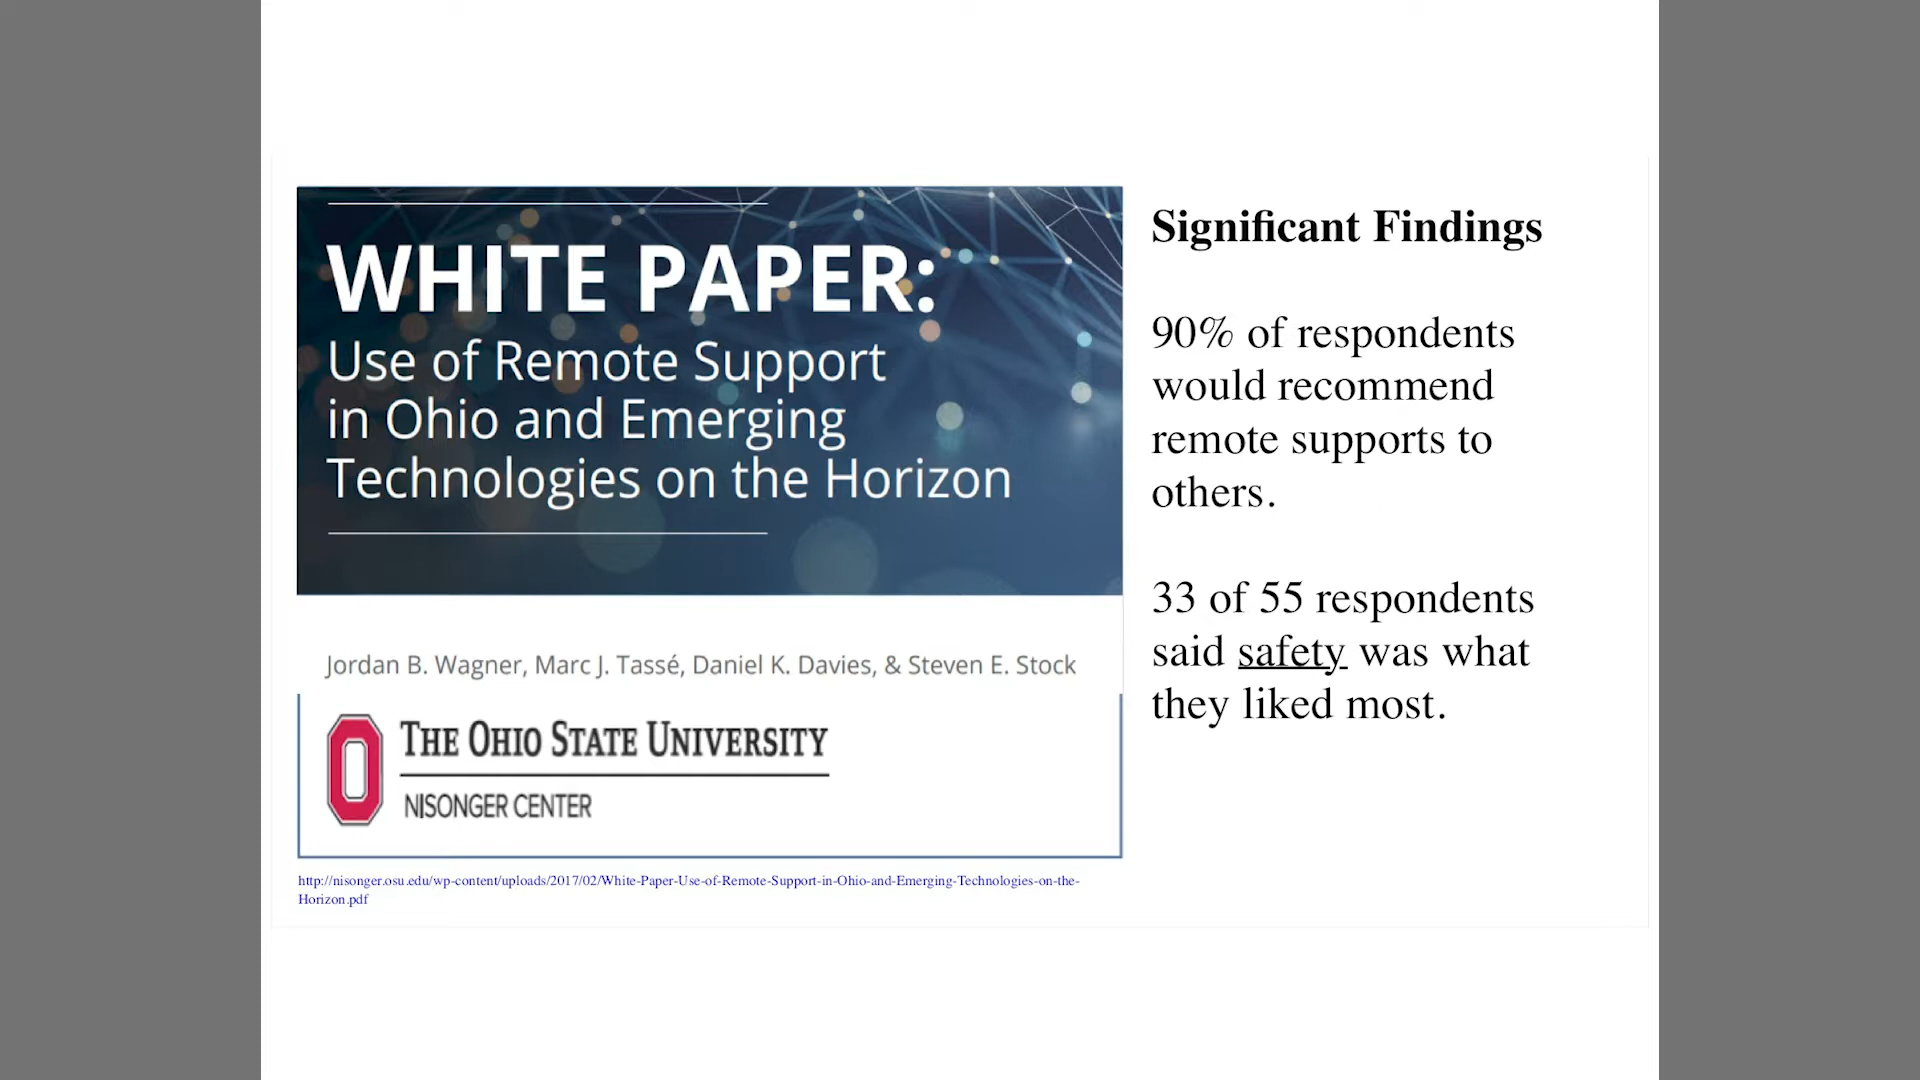 WHITE PAPER:
Use of Remote Support
in Ohio and Emerging
Technologies on the Horizon
Jordan B. Wagner, Marc J. Tassé, Daniel K. Davies, & Steven E. Stock
THE OHIO STATE UNIVERSITY
NISONGER CENTER
http://nisonger.osu.edu/wp-content/uploads/2017/02/White-Paper-Use-of-Remote-Support-in-Ohio-and-Emerging-Technologies-on-the-
Horizon.pdf
Significant Findings
90% of respondents
would recommend
remote supports to
others.
33 of 55 respondents
said safety was what
they liked most.